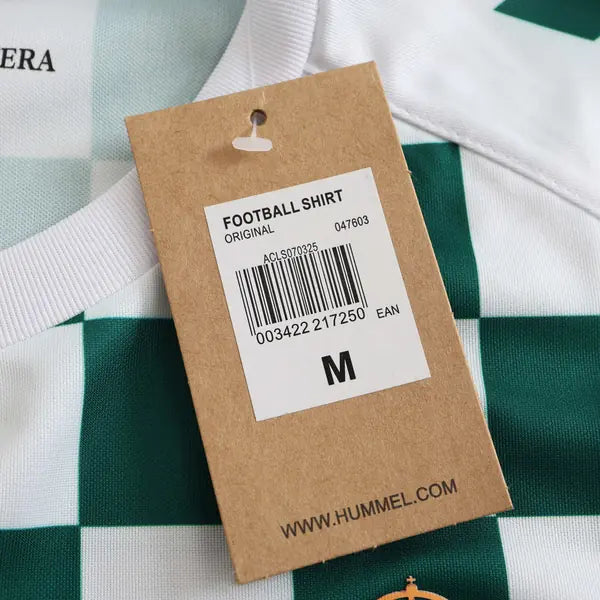 ERA
FOOTBALL SHIRT
ORIGINAL 047603
ACLS070325
003422 217250 EAN
M
WWW.HUMMEL.COM